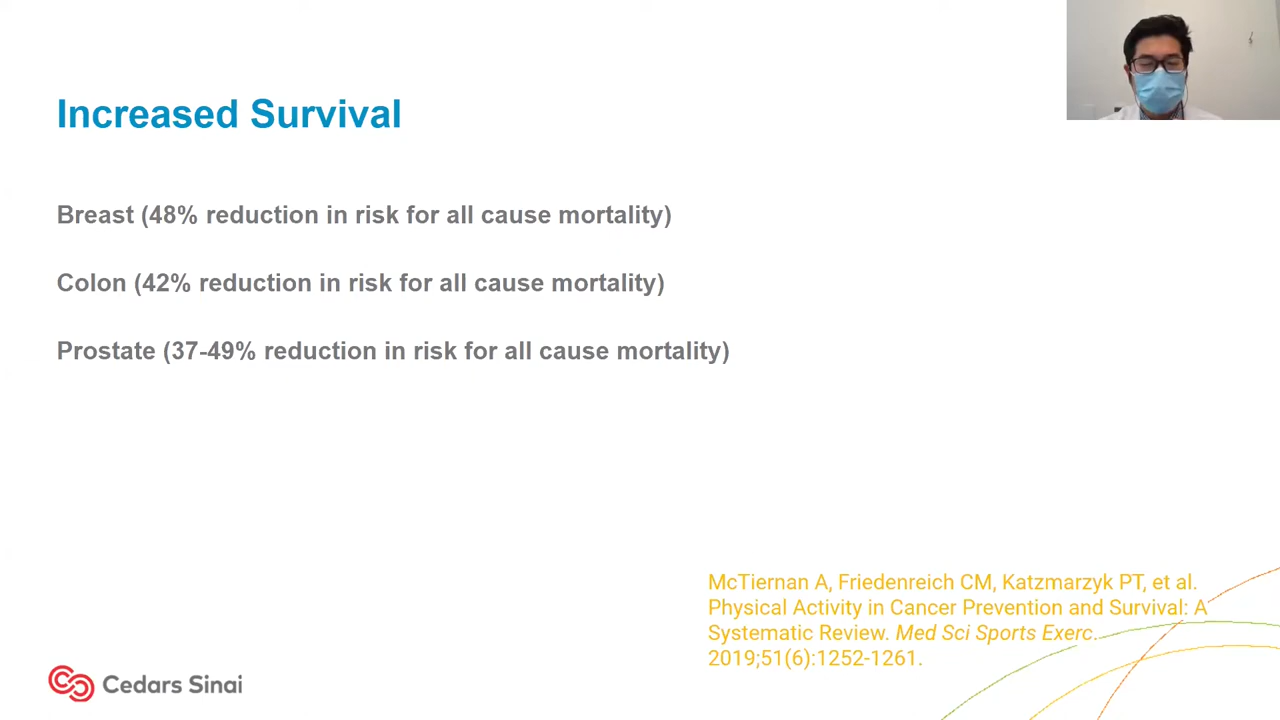 Increased Survival
Breast (48% reduction in risk for all cause mortality)
Colon (42% reduction in risk for all cause mortality)
Prostate (37-49% reduction in risk for all cause mortality)
McTiernan A, Friedenreich CM, Katzmarzyk PT, et al.
Physical Activity in Cancer Prevention and Survival: A
Systematic Review. Med Sci Sports Exerc.
2019;51(6):1252-1261.
Cedars Sinai